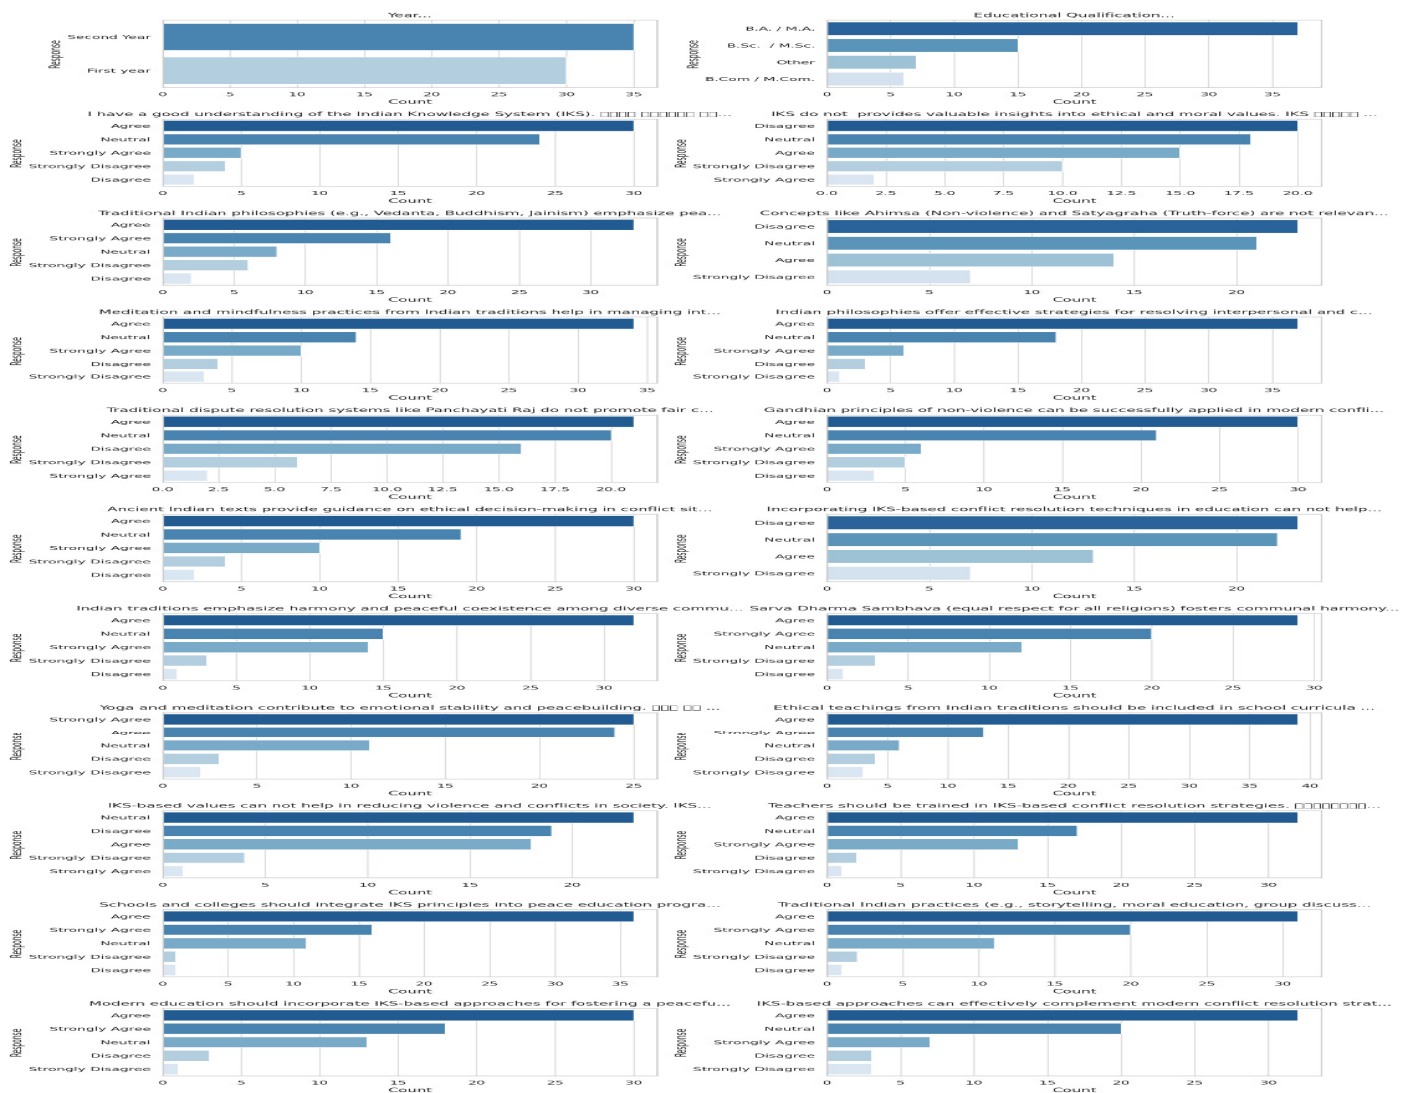 Year...
Response
Second Year
First year
0 5 10 15 20 25 30 35
Count
Educational Qualification...
Response
B.A. / M.A.
B.Sc. / M.Sc.
Other
B.Com / M.Com.
0 5 10 15 20 25 30 35
Count
I have a good understanding of the Indian Knowledge System (IKS). □□□□ □□□□□□ □□...
Response
Agree
Neutral
Strongly Agree
Strongly Disagree
Disagree
0 5 10 15 20 25 30
Count
IKS do not provides valuable insights into ethical and moral values. IKS □□□□□ ...
Response
Disagree
Neutral
Agree
Strongly Disagree
Strongly Agree
0.0 2.5 5.0 7.5 10.0 12.5 15.0 17.5 20.0
Count
Traditional Indian philosophies (e.g., Vedanta, Buddhism, Jainism) emphasize pea...
Response
Agree
Strongly Agree
Neutral
Strongly Disagree
Disagree
0 5 10 15 20 25 30
Count
Concepts like Ahimsa (Non-violence) and Satyagraha (Truth-force) are not relevan...
Response
Disagree
Neutral
Agree
Strongly Disagree
0 5 10 15 20
Count
Meditation and mindfulness practices from Indian traditions help in managing int...
Response
Agree
Neutral
Strongly Agree
Disagree
Strongly Disagree
0 5 10 15 20 25 30 35
Count
Indian philosophies offer effective strategies for resolving interpersonal and c...
Response
Agree
Neutral
Strongly Agree
Disagree
Strongly Disagree
0 5 10 15 20 25 30 35
Count
Traditional dispute resolution systems like Panchayati Raj do not promote fair c...
Response
Agree
Neutral
Disagree
Strongly Disagree
Strongly Agree
0.0 2.5 5.0 7.5 10.0 12.5 15.0 17.5 20.0
Count
Gandhian principles of non-violence can be successfully applied in modern confli...
Response
Agree
Neutral
Strongly Agree
Strongly Disagree
Disagree
0 5 10 15 20 25 30
Count
Ancient Indian texts provide guidance on ethical decision-making in conflict sit...
Response
Agree
Neutral
Strongly Agree
Strongly Disagree
Disagree
0 5 10 15 20 25 30
Count
Incorporating IKS-based conflict resolution techniques in education can not help...
Response
Disagree
Neutral
Agree
Strongly Disagree
0 5 10 15 20
Count
Indian traditions emphasize harmony and peaceful coexistence among diverse commu...
Response
Agree
Neutral
Strongly Agree
Strongly Disagree
Disagree
0 5 10 15 20 25 30
Count
Sarva Dharma Sambhava (equal respect for all religions) fosters communal harmony...
Response
Agree
Strongly Agree
Neutral
Strongly Disagree
Disagree
0 5 10 15 20 25 30
Count
Yoga and meditation contribute to emotional stability and peacebuilding. □□□ □□ ...
Response
Strongly Agree
Agree
Neutral
Disagree
Strongly Disagree
0 5 10 15 20 25
Count
Ethical teachings from Indian traditions should be included in school curricula ...
Response
Agree
Strongly Agree
Neutral
Disagree
Strongly Disagree
0 5 10 15 20 25 30 35 40
Count
IKS-based values can not help in reducing violence and conflicts in society. IKS...
Response
Neutral
Disagree
Agree
Strongly Disagree
Strongly Agree
0 5 10 15 20
Count
Teachers should be trained in IKS-based conflict resolution strategies. □□□□□□□□...
Response
Agree
Neutral
Strongly Agree
Disagree
Strongly Disagree
0 5 10 15 20 25 30
Count
Schools and colleges should integrate IKS principles into peace education progra...
Response
Agree
Strongly Agree
Neutral
Strongly Disagree
Disagree
0 5 10 15 20 25 30 35
Count
Traditional Indian practices (e.g., storytelling, moral education, group discuss...
Response
Agree
Strongly Agree
Neutral
Strongly Disagree
Disagree
0 5 10 15 20 25 30
Count
Modern education should incorporate IKS-based approaches for fostering a peacefu...
Response
Agree
Strongly Agree
Neutral
Disagree
Strongly Disagree
0 5 10 15 20 25 30
Count
IKS-based approaches can effectively complement modern conflict resolution strat...
Response
Agree
Neutral
Strongly Agree
Disagree
Strongly Disagree
0 5 10 15 20 25 30
Count